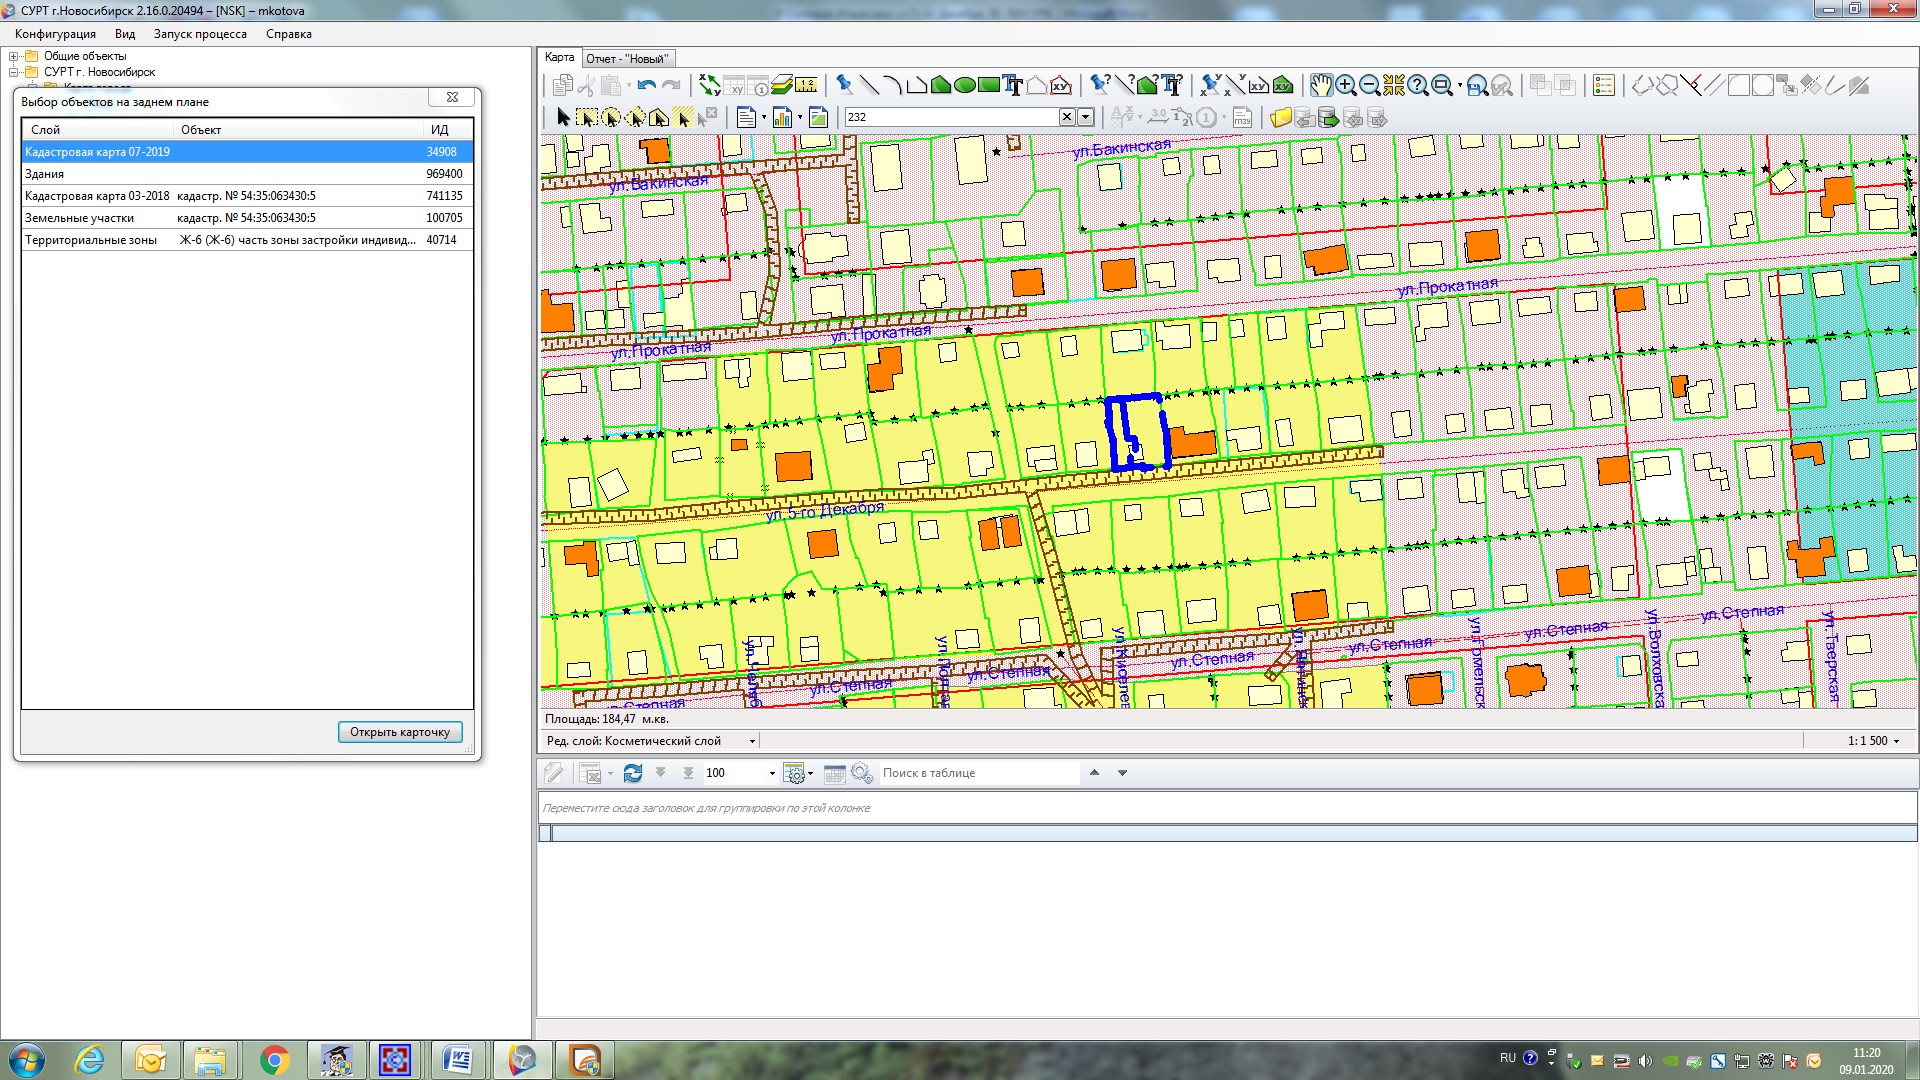 СУРТ г.Новосибирск 2.16.0.20494 – [NSK] – mkotova
Конфигурация Вид Запуск процесса Справка
Общие объекты
СУРТ г. Новосибирск
Выбор объектов на заднем плане
Слой Объект ИД
Кадастровая карта 07-2019 34908
Здания 969400
Кадастровая карта 03-2018 кадастр. № 54:35:063430:5 741135
Земельные участки кадастр. № 54:35:063430:5 100705
Территориальные зоны Ж-6 (Ж-6) часть зоны застройки индивид... 40714
Открыть карточку
Карта Отчет - "Новый"
232
ул.Бакинская
ул.Бакинская
ул.Прокатная
ул.Прокатная
ул.Прокатная
ул.5-го Декабря
ул.Степная
ул.Степная
ул.Степная
ул.Степная
ул.Степная
ул.Степная
ул.Тверская
Площадь: 184,47 м.кв.
Ред. слой: Косметический слой 1: 1 500
100 Поиск в таблице
Переместите сюда заголовок для группировки по этой колонке
RU
11:20
09.01.2020